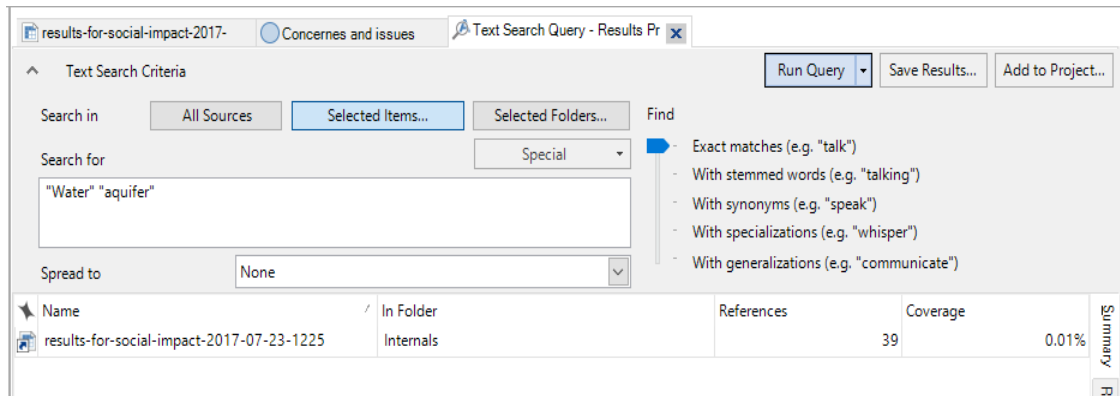 results-for-social-impact-2017-
Concernes and issues
Text Search Query - Results Pr
Text Search Criteria
Run Query
Save Results...
Add to Project...
Search in
All Sources
Selected Items...
Selected Folders...
Find
Search for
Special
Exact matches (e.g. "talk")
"Water" "aquifer"
With stemmed words (e.g. "talking")
With synonyms (e.g. "speak")
With specializations (e.g. "whisper")
With generalizations (e.g. "communicate")
Spread to
None
Name
In Folder
References
Coverage
Summary
results-for-social-impact-2017-07-23-1225
Internals
39
0.01%